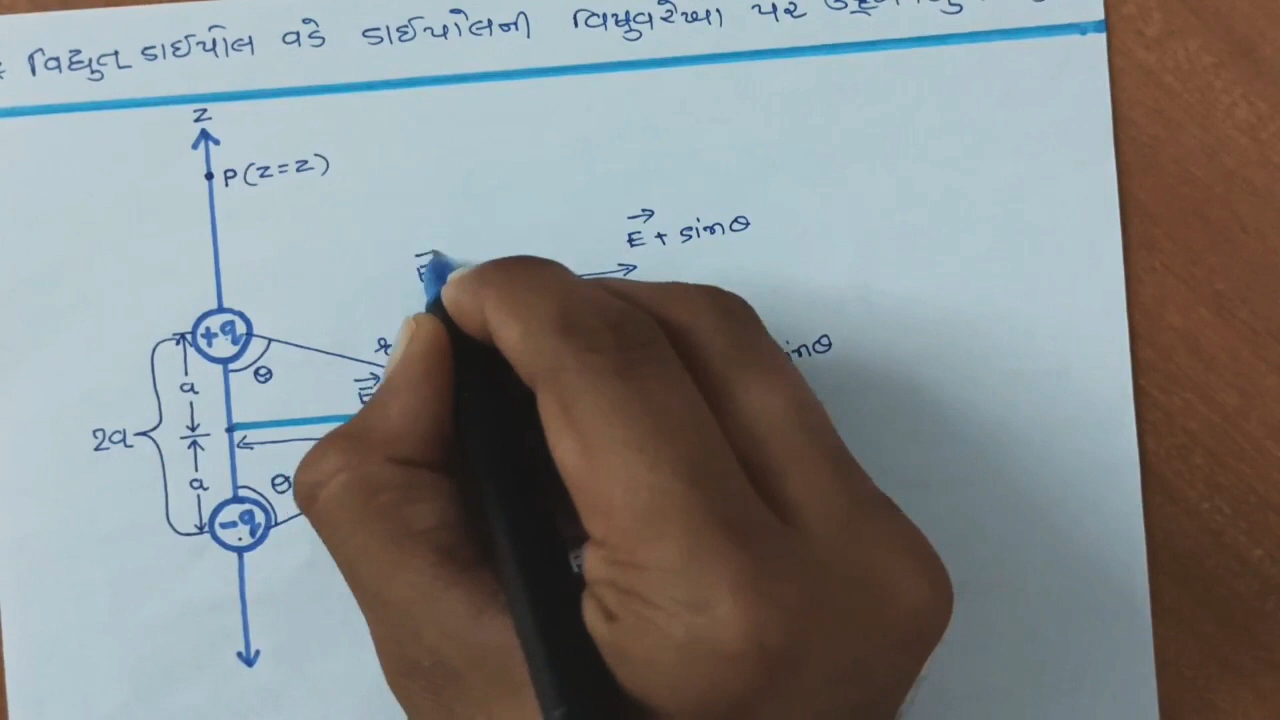 વિદ્યુત ડાઈપોલ વડે ડાઈપોલની વિષુવરેખા પર
Z
P(Z=Z)
E + sinθ
+q
r
θ
a
E
2a
a
θ
-q